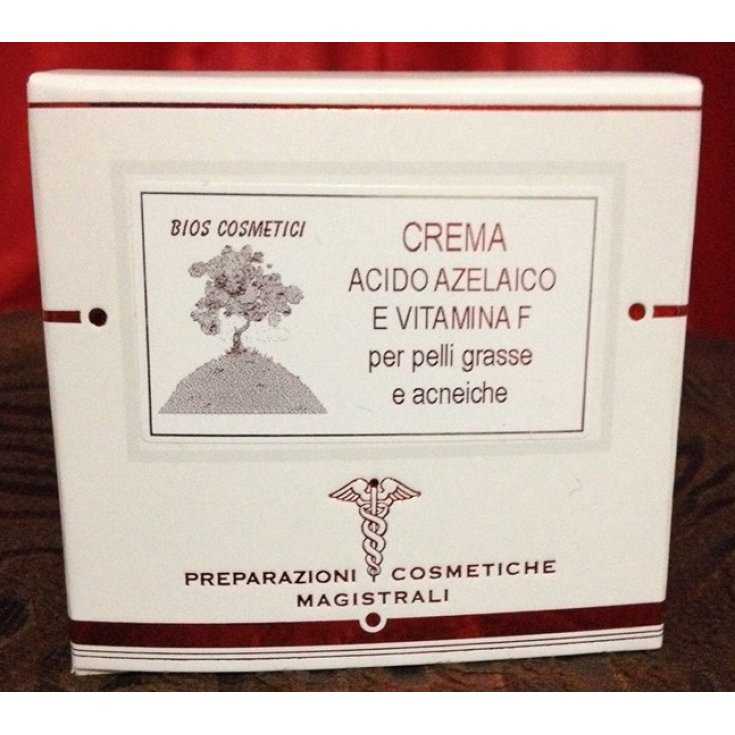 BIOS COSMETICI
CREMA
ACIDO AZELAICO
E VITAMINA F
per pelli grasse
e acneiche
PREPARAZIONI COSMETICHE
MAGISTRALI